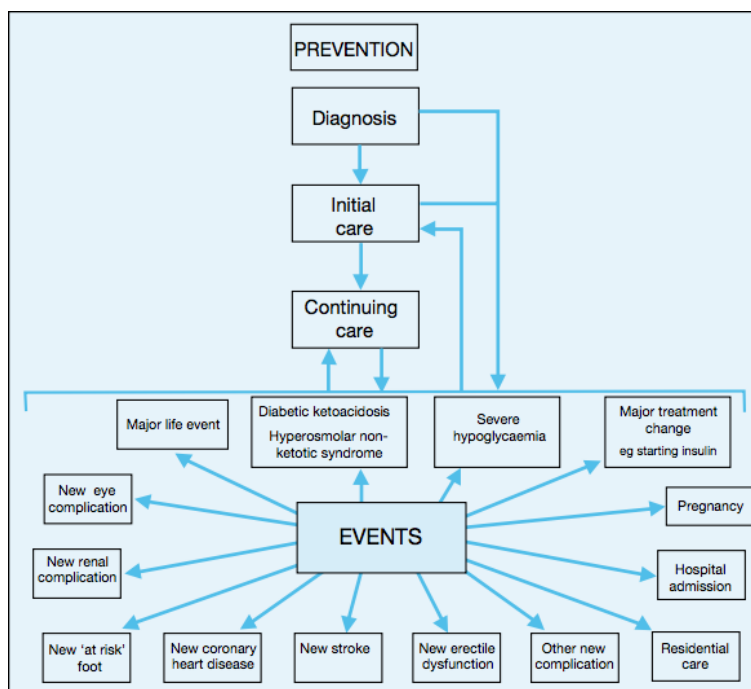 PREVENTION
Diagnosis
Initial
care
Continuing
care
Major life event
Diabetic ketoacidosis
Hyperosmolar non-
ketotic syndrome
Severe
hypoglycaemia
Major treatment
change
eg starting insulin
New eye
complication
EVENTS
Pregnancy
New renal
complication
Hospital
admission
New 'at risk'
foot
New coronary
heart disease
New stroke
New erectile
dysfunction
Other new
complication
Residential
care